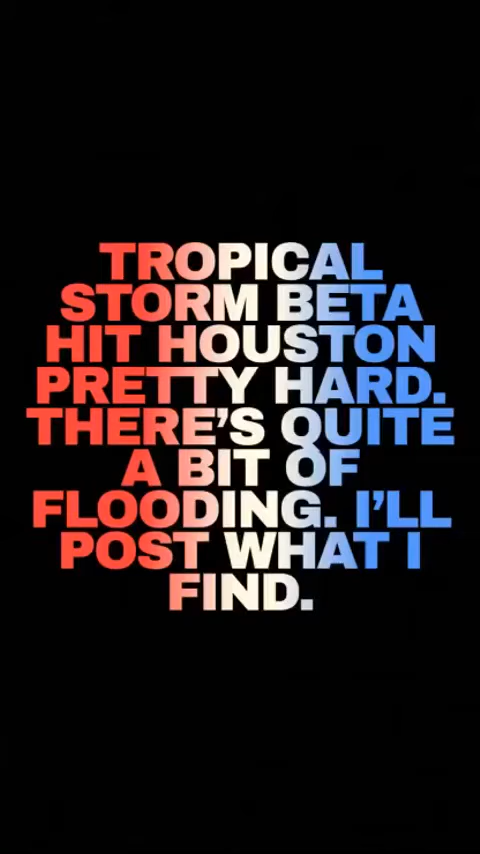 TROPICAL
STORM BETA
HIT HOUSTON
PRETTY HARD.
THERE’S QUITE
A BIT OF
FLOODING. I’LL
POST WHAT I
FIND.